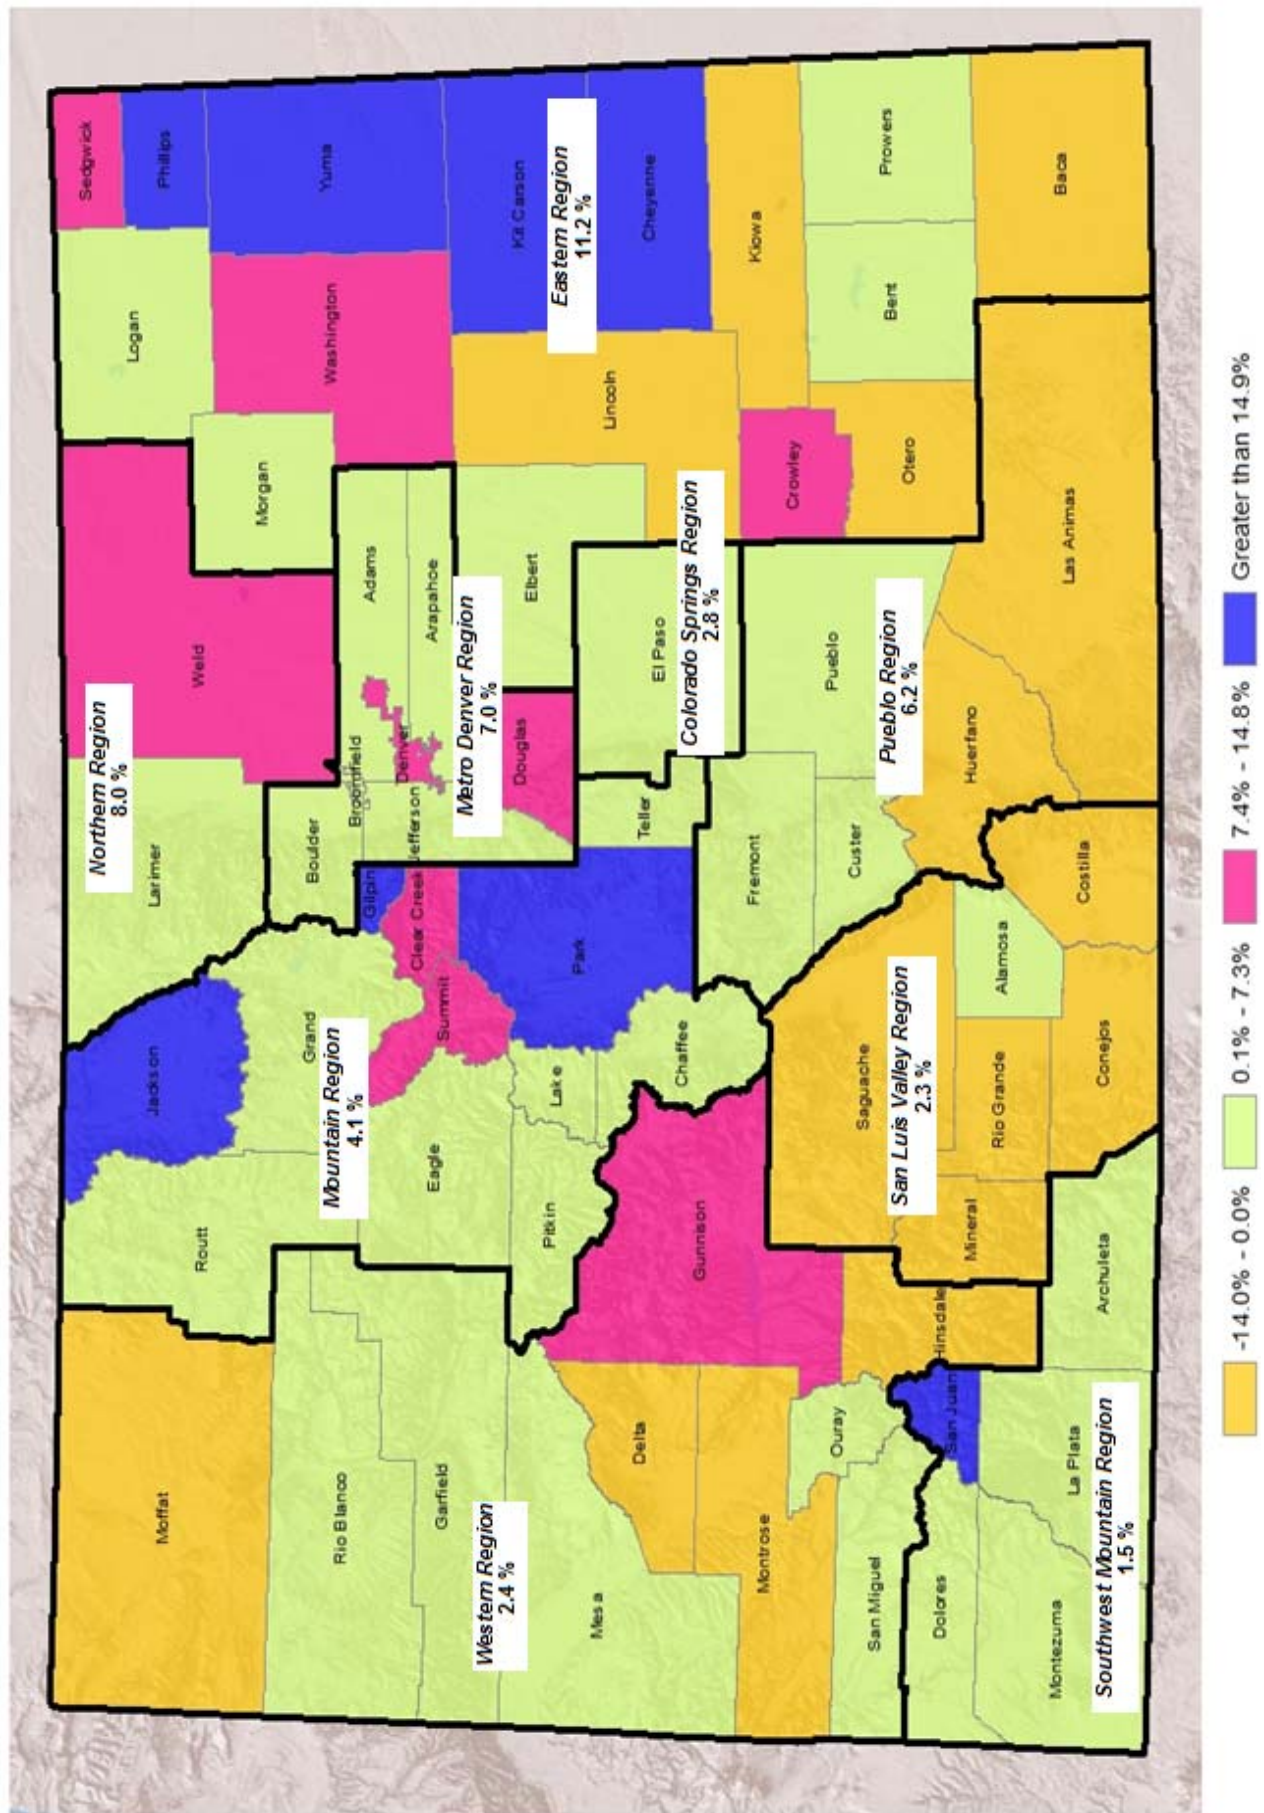 Moffat
Routt
Jackson
Larimer
Northern Region
8.0 %
Weld
Logan
Sedgwick
Phillips
Rio Blanco
Grand
Mountain Region
4.1 %
Boulder
Broomfield
Adams
Morgan
Washington
Yuma
Garfield
Eagle
Summit
Clear Creek
Gilpin
Jefferson
Denver
Arapahoe
Metro Denver Region
7.0 %
Western Region
2.4 %
Mesa
Pitkin
Lake
Park
Douglas
Elbert
Lincoln
Kit Carson
Eastern Region
11.2 %
Cheyenne
Delta
Gunnison
Chaffee
Teller
El Paso
Colorado Springs Region
2.8 %
Montrose
Ouray
Fremont
Pueblo
Crowley
Kiowa
San Miguel
Saguache
San Luis Valley Region
2.3 %
Custer
Pueblo Region
6.2 %
Otero
Bent
Prowers
Dolores
San Juan
Hinsdale
Mineral
Rio Grande
Alamosa
Huerfano
Montezuma
La Plata
Southwest Mountain Region
1.5 %
Archuleta
Conejos
Costilla
Las Animas
Baca
-14.0% - 0.0%
0.1% - 7.3%
7.4% - 14.8%
Greater than 14.9%